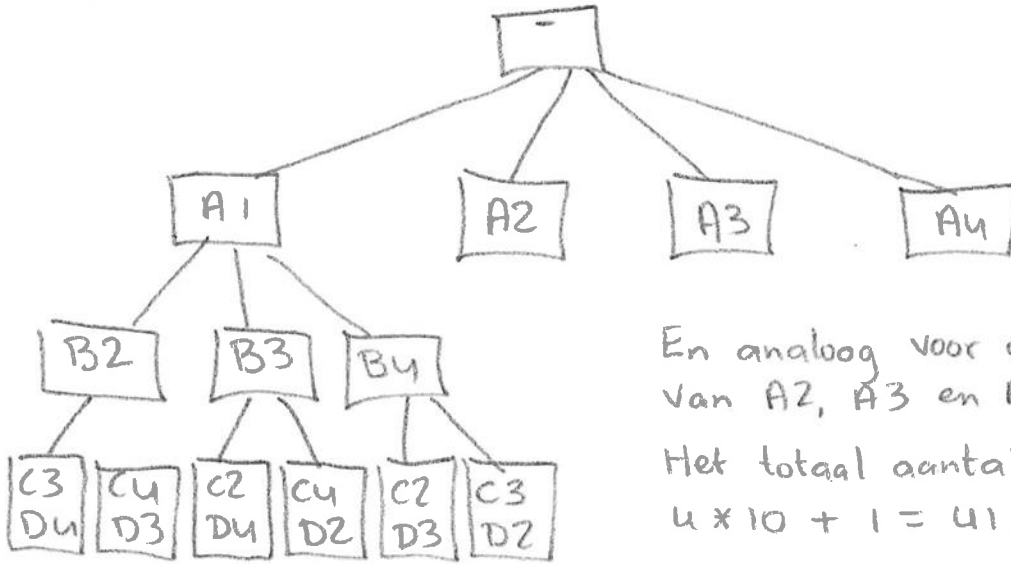 -
A1 A2 A3 A4
B2 B3 B4
C3 C4 C2 C4 C2 C3
D4 D3 D4 D2 D3 D2
En analoog voor
van A2, A3 en
Het totaal
4 * 10 + 1 = 41